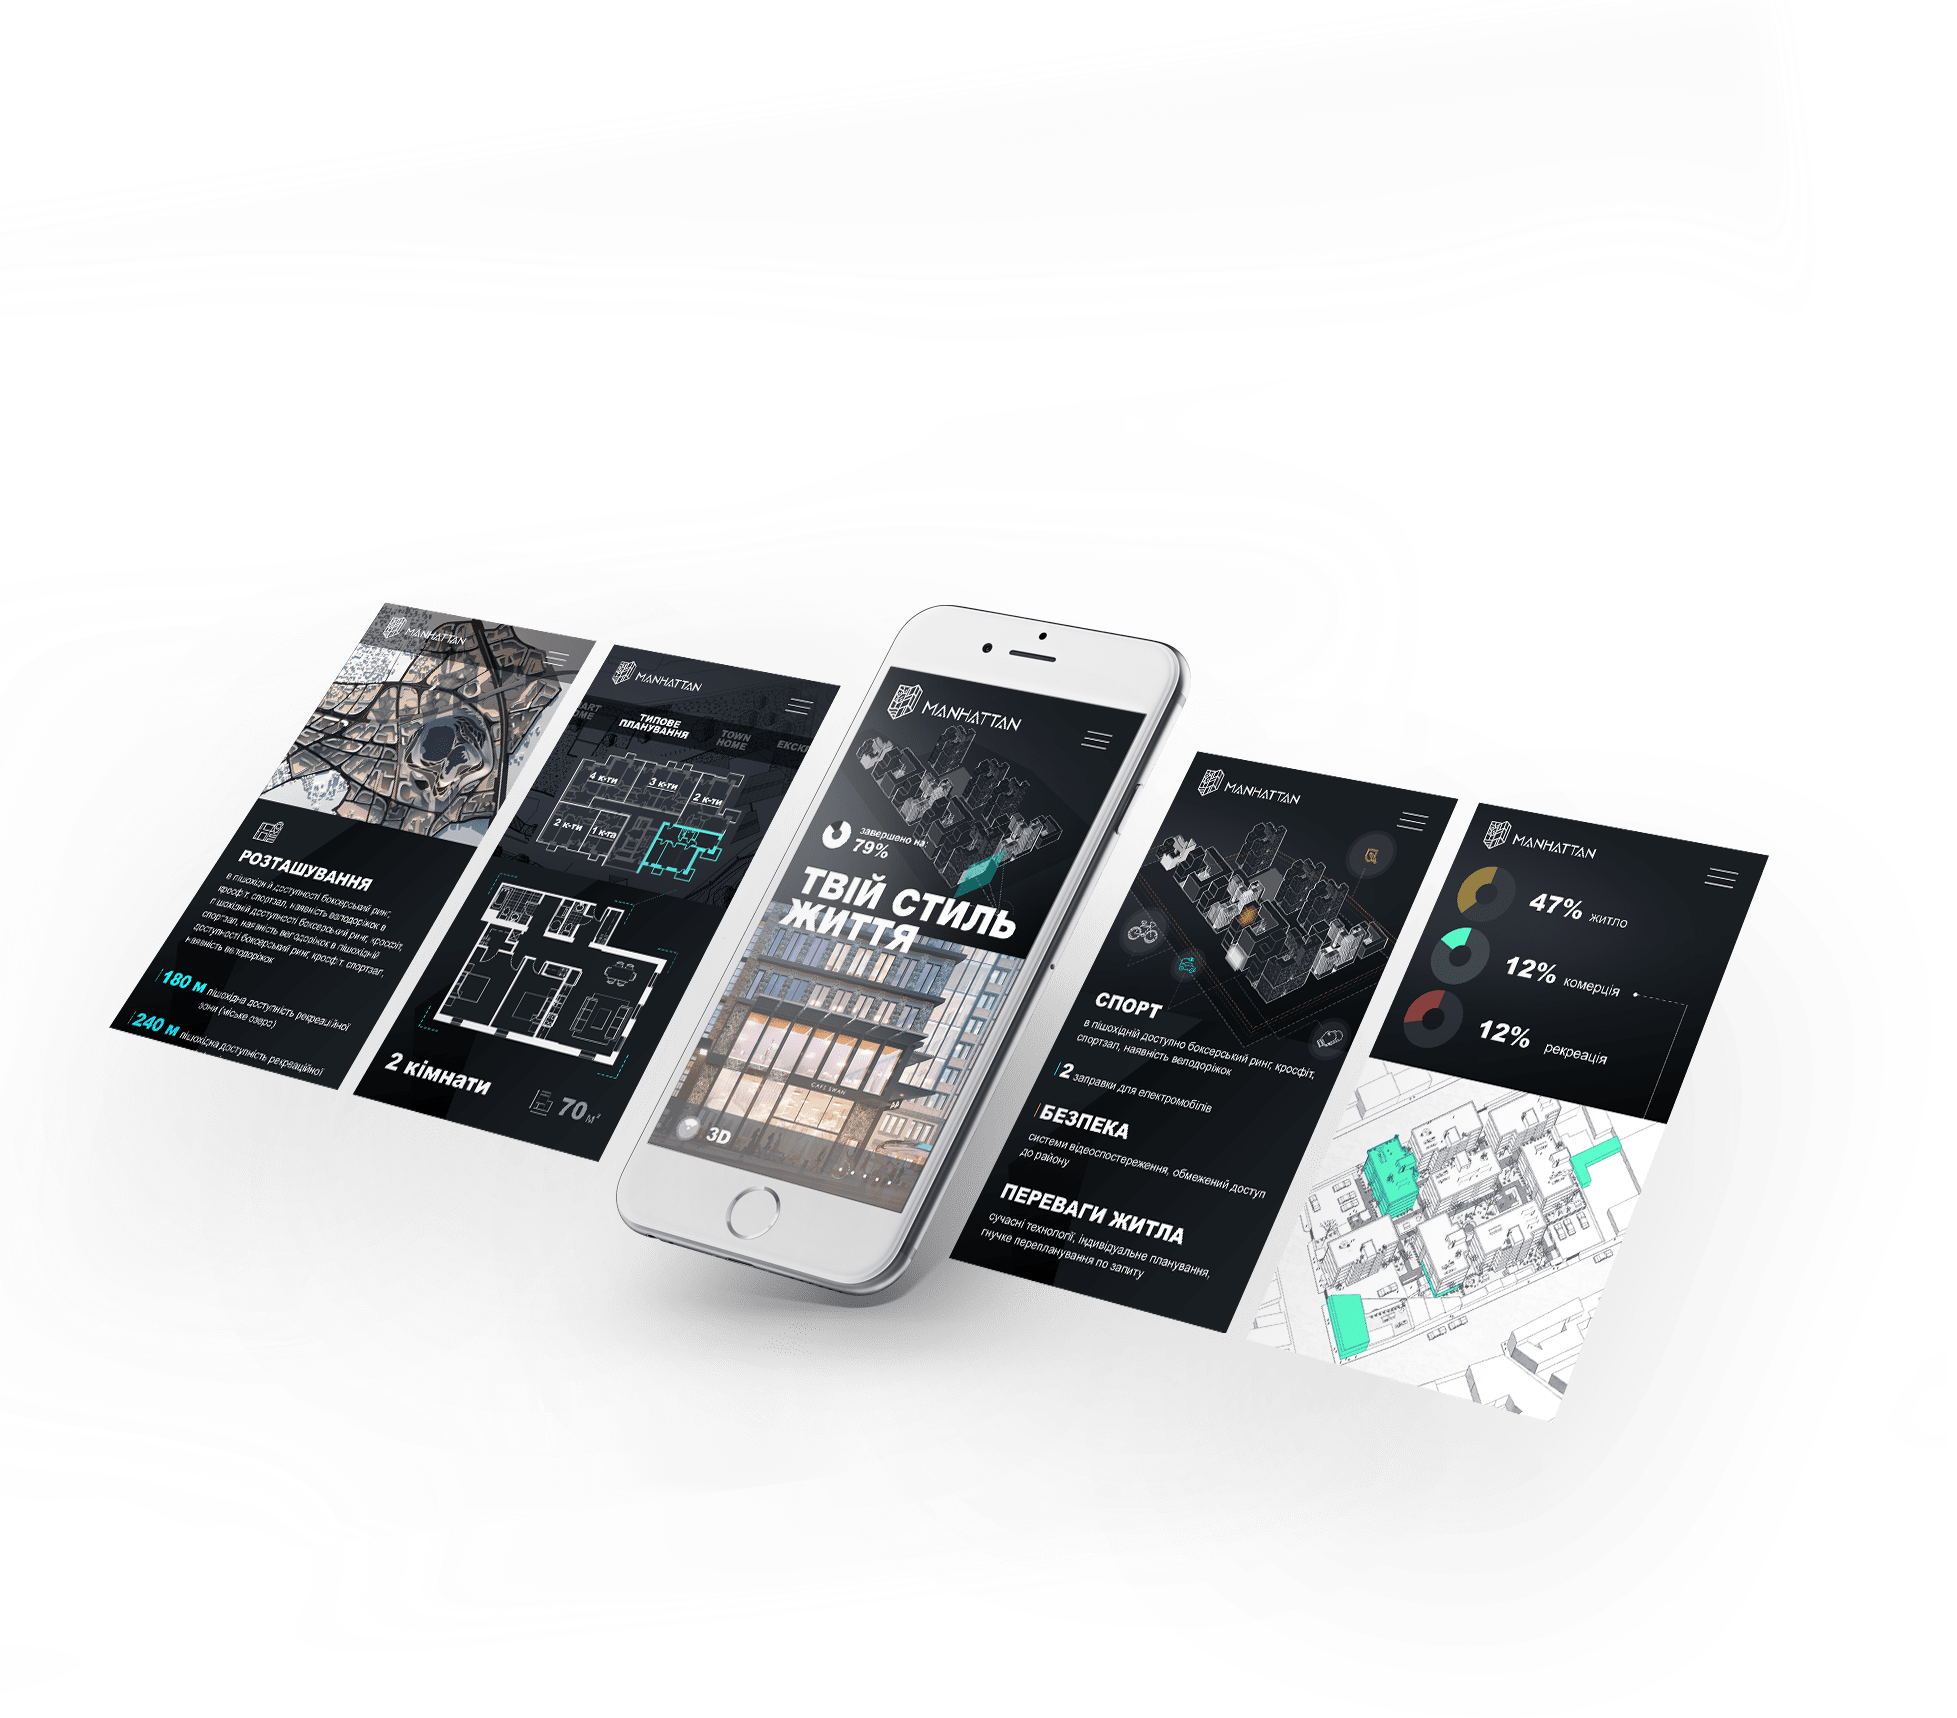 MANHATTAN
РОЗТАШУВАННЯ
в пішохідній доступності боксерський ринг,
кросфіт, спортзал, наявність велодоріжок в
пішохідній доступності боксерський ринг, кросфіт,
спортзал, наявність велодоріжок в пішохідній
доступності боксерський ринг, кросфіт, спортзал,
наявність велодоріжок
180 м пішохідна доступність рекреаційної
зони (міське озеро)
240 м пішохідна доступність рекреаційної
MANHATTAN
ART
OME
ТИПОВЕ
ПЛАНУВАННЯ
TOWN
HOME
ЕКСКЛ
4 к-ти
3 к-ти
2 к-ти
2 к-ти
1 к-та
2 кімнати
70 м²
MANHATTAN
завершено на:
79%
ТВІЙ СТИЛЬ
ЖИТТЯ
CAFE SWAN
3D
MANHATTAN
СПОРТ
в пішохідній доступно боксерський ринг, кросфіт,
спортзал, наявність велодоріжок
2 заправки для електромобілів
БЕЗПЕКА
системи відеоспостереження, обмежений доступ
до району
ПЕРЕВАГИ ЖИТЛА
сучасні технології, індивідуальне планування,
гнучке перепланування по запиту
MANHATTAN
47% житло
12% комерція
12% рекреація